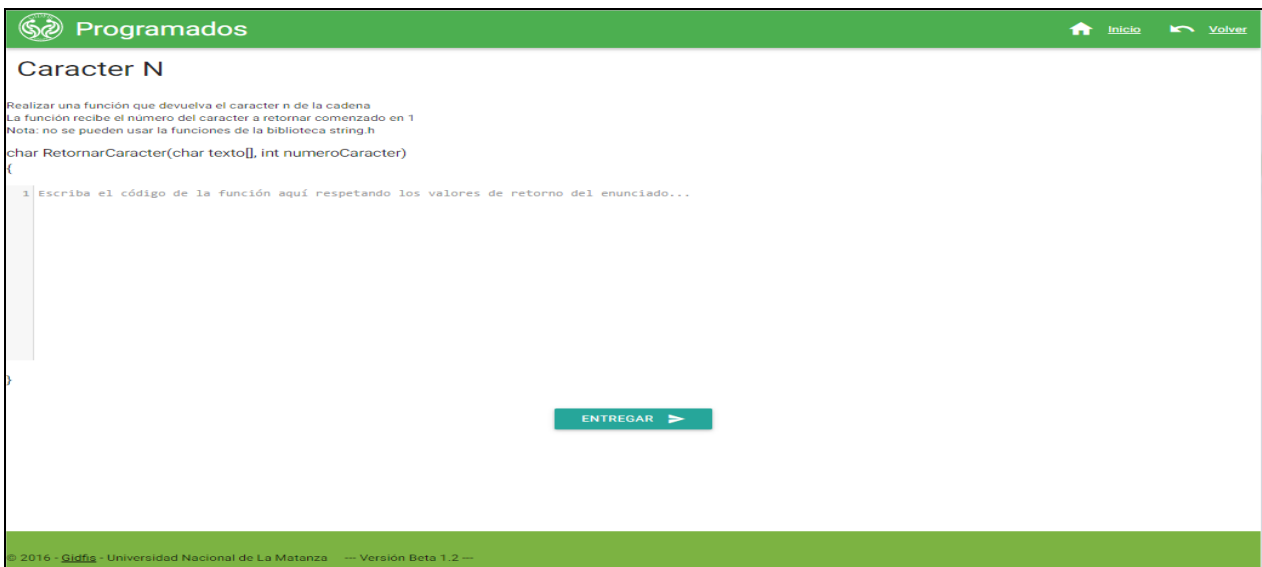 Programados
Inicio
Volver
Caracter N
Realizar una función que devuelva el caracter n de la cadena
La función recibe el número del caracter a retornar comenzado en 1
Nota: no se pueden usar la funciones de la biblioteca string.h
char RetornarCaracter(char texto[], int numeroCaracter)
{
1 Escriba el código de la función aquí respetando los valores de retorno del enunciado...
}
ENTREGAR
© 2016 - Gidfis - Universidad Nacional de La Matanza --- Versión Beta 1.2 ---